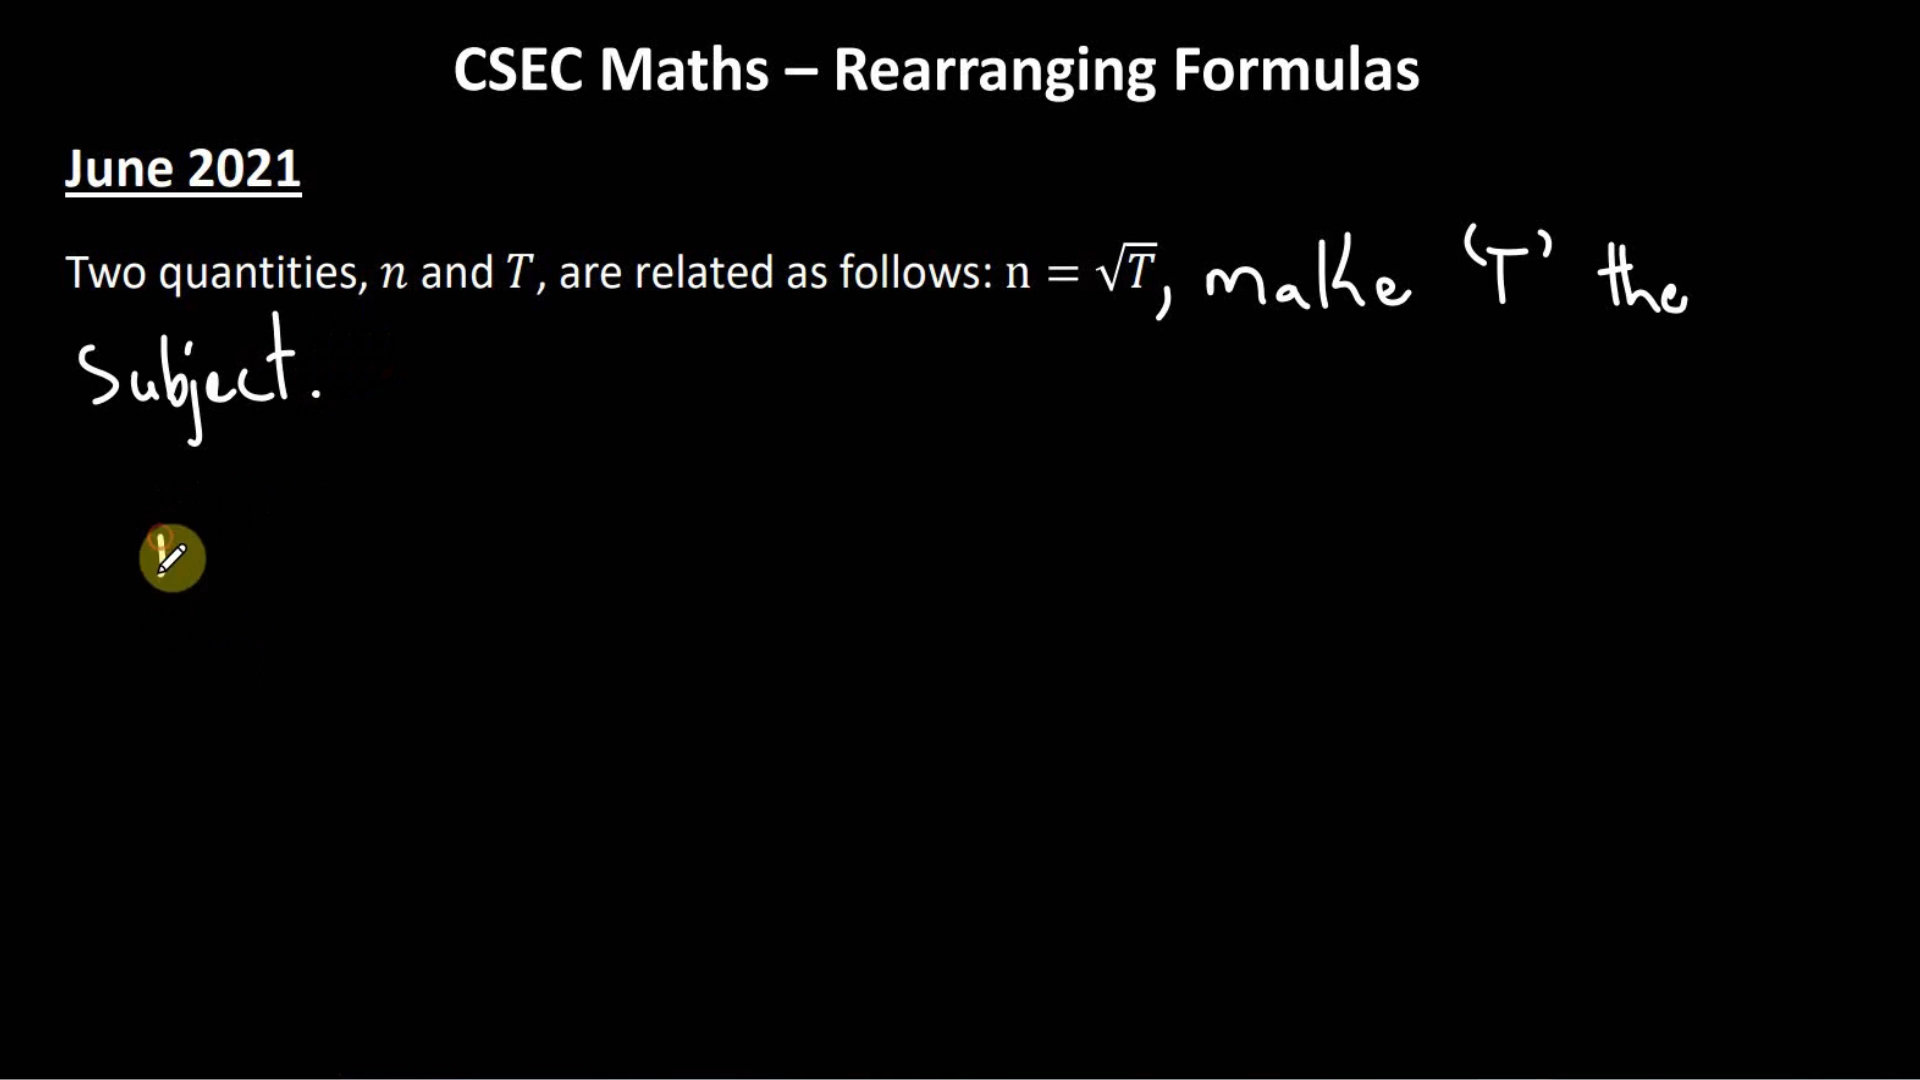 CSEC Maths – Rearranging Formulas
June 2021
Two quantities, n and T, are related as follows: n = √T, make 'T' the
Subject.